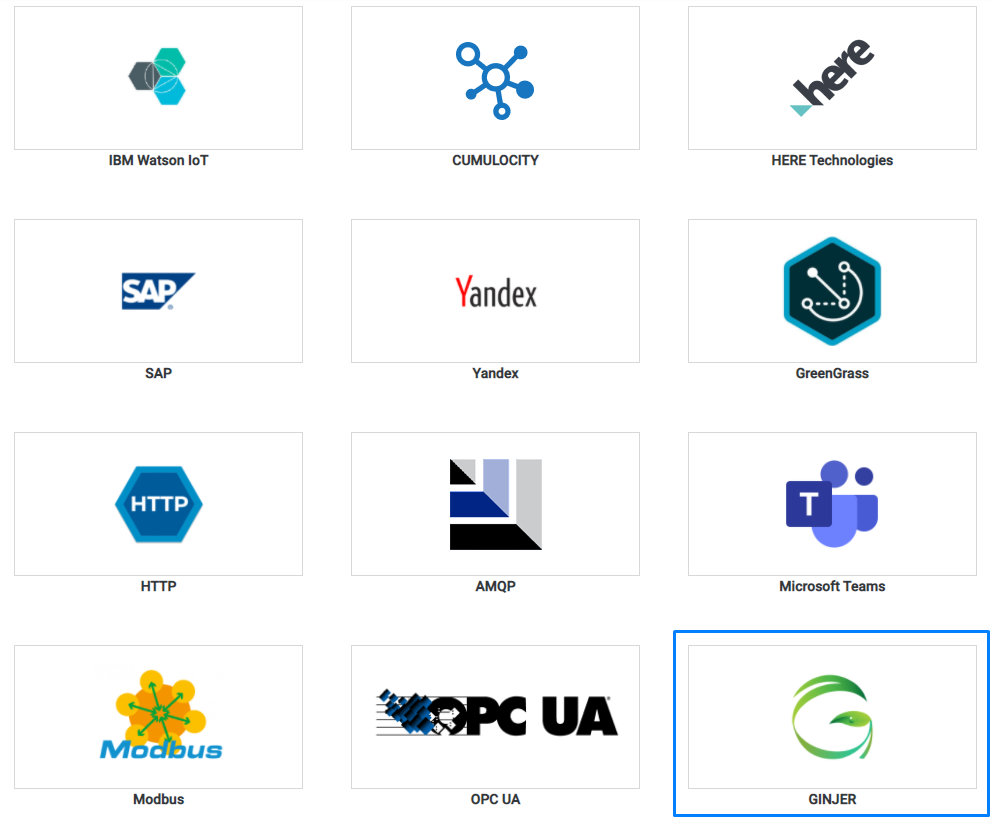 here
IBM Watson IoT
CUMULOCITY
HERE Technologies
SAP
®
Yandex
SAP
Yandex
GreenGrass
HTTP
T
HTTP
AMQP
Microsoft Teams
Modbus
OPC UA
Modbus
OPC UA
GINJER